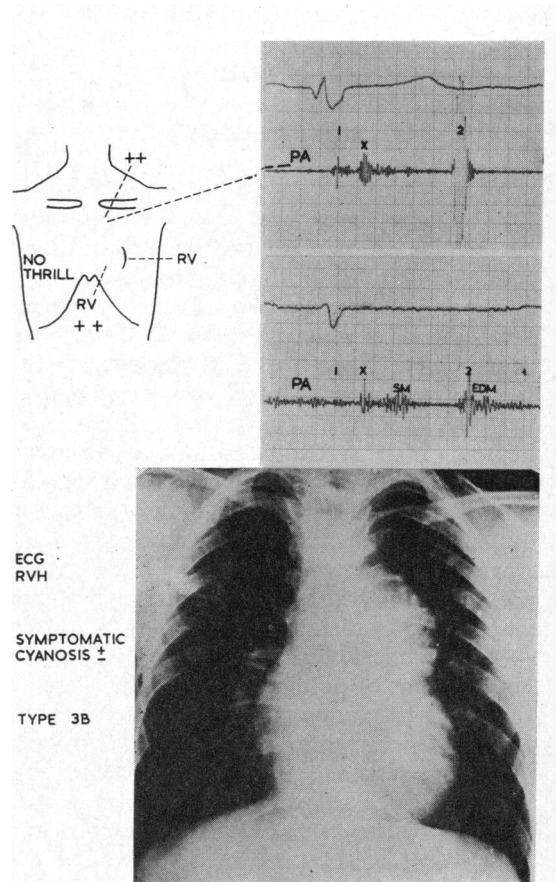 1
X
2
PA
++
NO
THRILL
RV
RV
++
1
X
SM
2
EDM
4
PA
ECG
RVH
SYMPTOMATIC
CYANOSIS ±
TYPE 3B